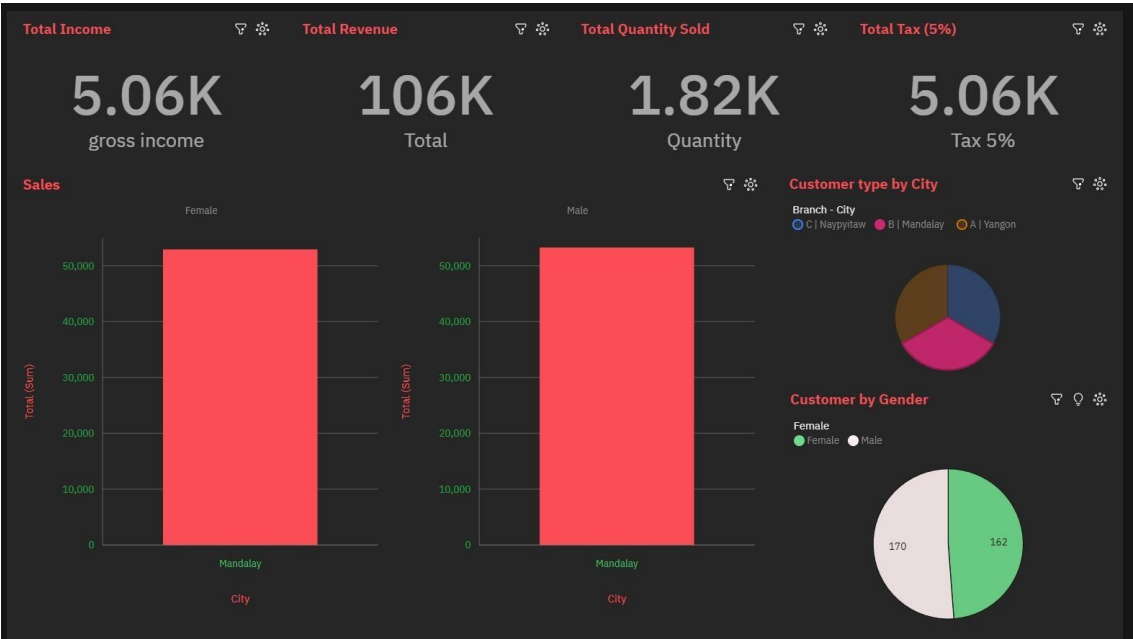 Total Income
5.06K
gross income
Total Revenue
106K
Total
Total Quantity Sold
1.82K
Quantity
Total Tax (5%)
5.06K
Tax 5%
Sales
Female
50,000
40,000
30,000
20,000
10,000
0
Total (Sum)
Mandalay
City
Male
50,000
40,000
30,000
20,000
10,000
0
Total (Sum)
Mandalay
City
Customer type by City
Branch - City
C | Naypyitaw B | Mandalay A | Yangon
Customer by Gender
Female
Female Male
170 162